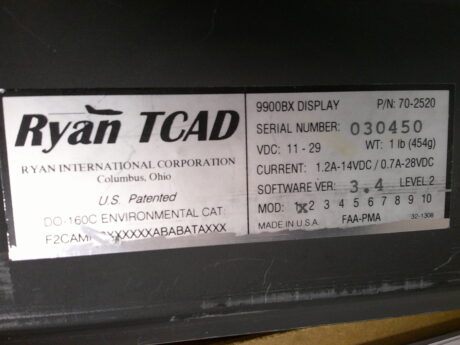 Ryan TCAD
RYAN INTERNATIONAL CORPORATION
Columbus, Ohio
U.S. Patented
DO-160C ENVIRONMENTAL CAT.
9900BX DISPLAY P/N: 70-2520
SERIAL NUMBER: 030450
VDC: 11 - 29 WT: 1 lb (454g)
CURRENT: 1.2A-14VDC / 0.7A-28VDC
SOFTWARE VER: 3.4 LEVEL 2
MOD: 1 2 3 4 5 6 7 8 9 10
MADE IN U.S.A. FAA-PMA 32-1308